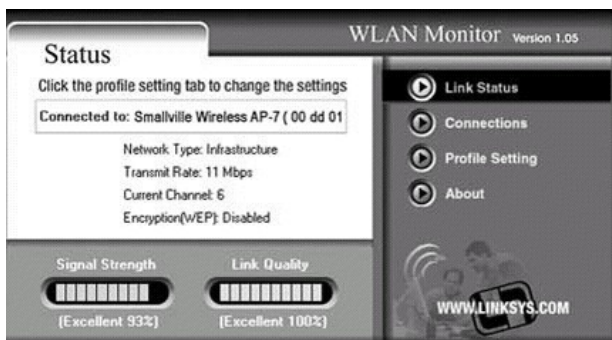 WLAN Monitor Version 1.05
Status
Click the profile setting tab to change the settings
Connected to: Smallville Wireless AP-7 ( 00 dd 01
Network Type: Infrastructure
Transmit Rate: 11 Mbps
Current Channel: 6
Encryption(WEP): Disabled
Signal Strength
Link Quality
(Excellent 93%)
(Excellent 100%)
Link Status
Connections
Profile Setting
About
WWW.LINKSYS.COM